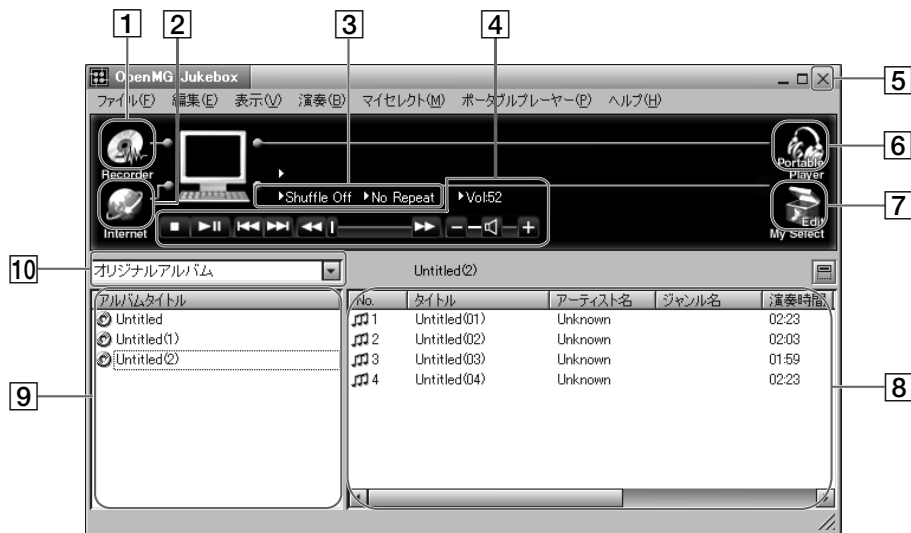 1 2 3 4
OpenMG Jukebox
5
ファイル(F) 編集(E) 表示(V) 演奏(B) マイセレクト(M) ポータブルプレーヤー(P) ヘルプ(H)
Recorder
Portable Player
6
Shuffle Off No Repeat Vol:52
Internet
Edit
My Select
7
10
オリジナルアルバム Untitled(2)
アルバムタイトル
Untitled
Untitled(1)
Untitled(2)
9
No. タイトル アーティスト名 ジャンル名 演奏時間
1 Untitled(01) Unknown 02:23
2 Untitled(02) Unknown 02:03
3 Untitled(03) Unknown 01:59
4 Untitled(04) Unknown 02:23
8